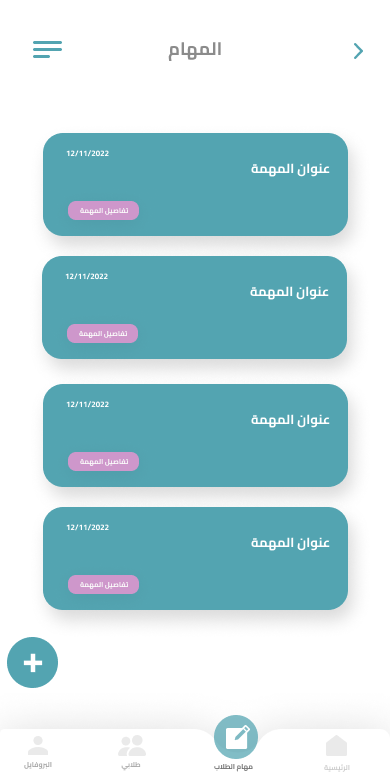 المهام
12/11/2022
عنوان المهمة
تفاصيل المهمة
12/11/2022
عنوان المهمة
تفاصيل المهمة
12/11/2022
عنوان المهمة
تفاصيل المهمة
12/11/2022
عنوان المهمة
تفاصيل المهمة
الرئيسية
مهام الطلاب
طلابي
البروفايل